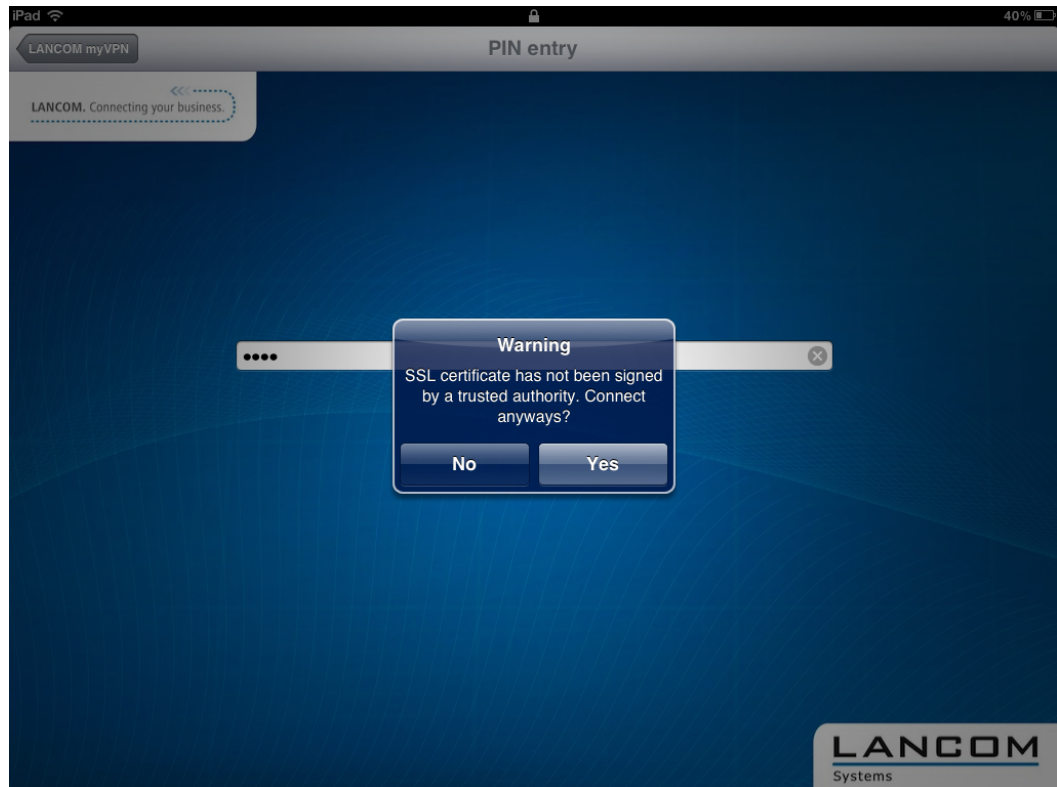 iPad 40%
LANCOM myVPN PIN entry
LANCOM. Connecting your business.
Warning
SSL certificate has not been signed
by a trusted authority. Connect
anyways?
No Yes
LANCOM
Systems